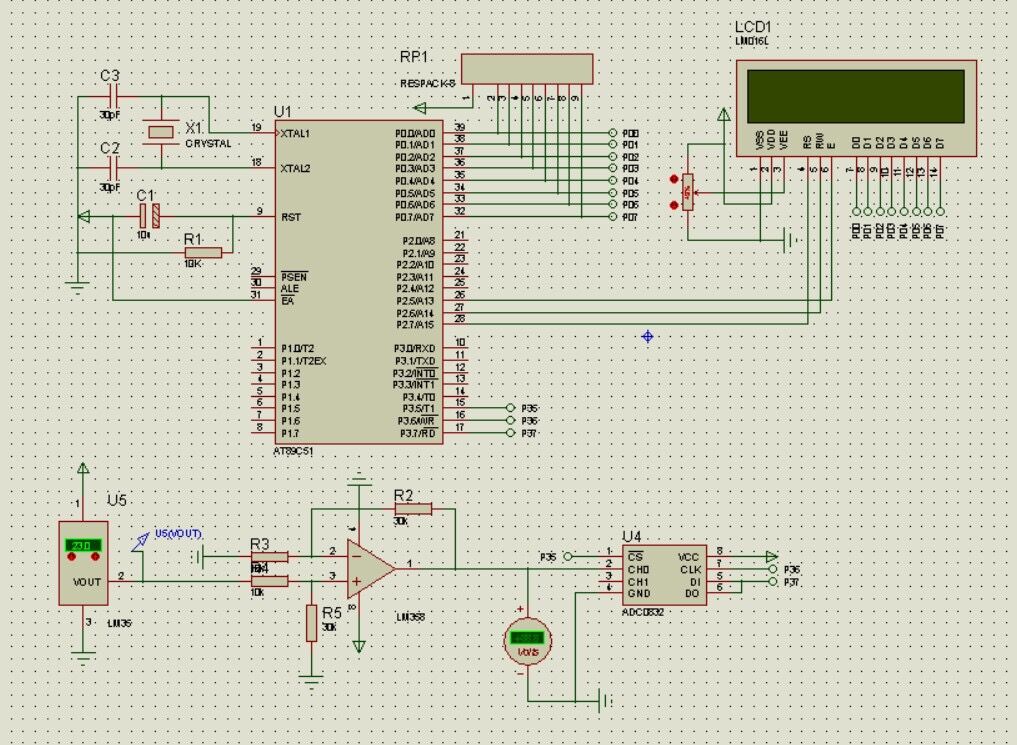 LCD1
LM016L
VSS
VDD
VEE
RS
RW
E
D0
D1
D2
D3
D4
D5
D6
D7
1
2
3
4
5
6
7
8
9
10
11
12
13
14
P00
P01
P02
P03
P04
P05
P06
P07
RP1
RESPACK-8
1
2
3
4
5
6
7
8
9
C3
30pF
X1
CRYSTAL
C2
30pF
C1
10u
R1
10K
U1
19 XTAL1
18 XTAL2
9 RST
29 PSEN
30 ALE
31 EA
1 P1.0/T2
2 P1.1/T2EX
3 P1.2
4 P1.3
5 P1.4
6 P1.5
7 P1.6
8 P1.7
P0.0/AD0 39 P00
P0.1/AD1 38 P01
P0.2/AD2 37 P02
P0.3/AD3 36 P03
P0.4/AD4 35 P04
P0.5/AD5 34 P05
P0.6/AD6 33 P06
P0.7/AD7 32 P07
P2.0/A8 21
P2.1/A9 22
P2.2/A10 23
P2.3/A11 24
P2.4/A12 25
P2.5/A13 26
P2.6/A14 27
P2.7/A15 28
P3.0/RXD 10
P3.1/TXD 11
P3.2/INT0 12
P3.3/INT1 13
P3.4/T0 14
P3.5/T1 15 P35
P3.6/WR 16 P36
P3.7/RD 17 P37
AT89C51
U5
1
VOUT 2
3
LM35
U5(VOUT)
R3
10k
R2
30k
R5
30k
2
3
4
8
1
LM358
Volts
U4
P35 1 CS
2 CH0
3 CH1
4 GND
VCC 8
CLK 7 P36
DI 5 P37
DO 6
ADC0832